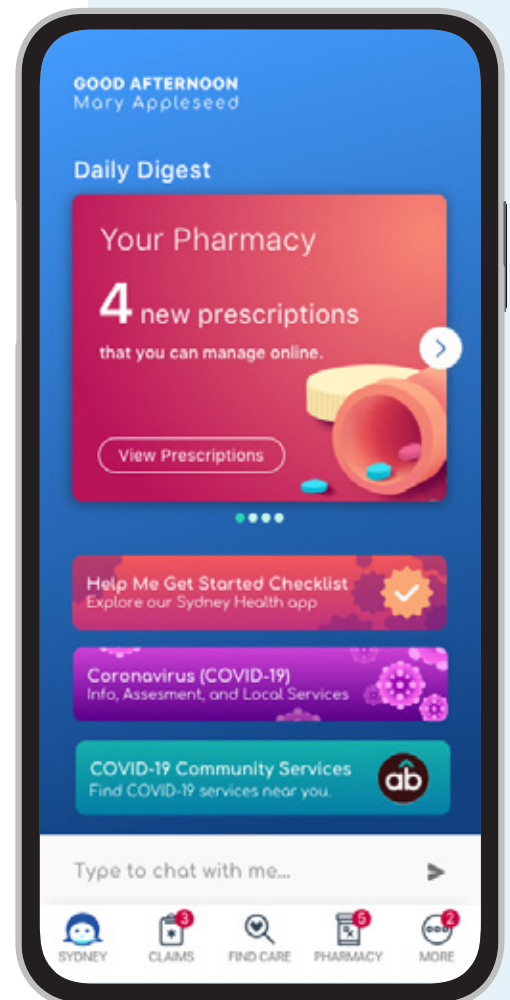 GOOD AFTERNOON
Mary Appleseed
Daily Digest
Your Pharmacy
4 new prescriptions
that you can manage online.
View Prescriptions
Help Me Get Started Checklist
Explore our Sydney Health app
Coronavirus (COVID-19)
Info, Assesment, and Local Services
COVID-19 Community Services
Find COVID-19 services near you.
ab
Type to chat with me...
3
5
2
SYDNEY
CLAIMS
FIND CARE
PHARMACY
MORE